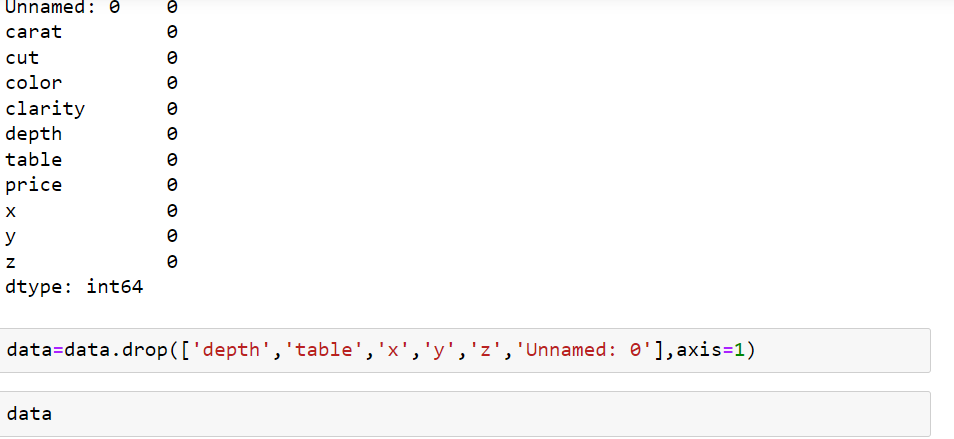 Unnamed: 0 0
carat 0
cut 0
color 0
clarity 0
depth 0
table 0
price 0
x 0
y 0
z 0
dtype: int64
data=data.drop(['depth','table','x','y','z','Unnamed: 0'],axis=1)
data